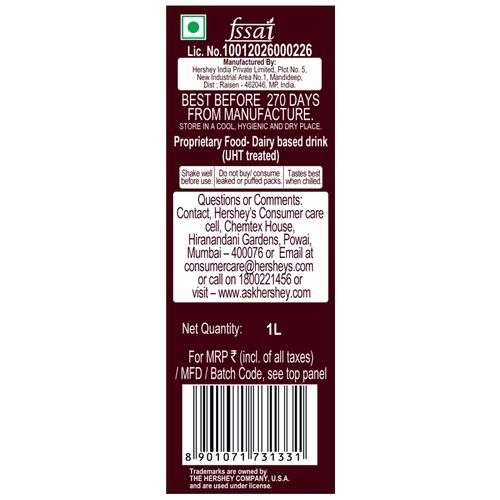 fssai
Lic. No.10012026000226
Manufactured By:
Hershey India Private Limited, Plot No. 5,
New Industrial Area No.1, Mandideep,
Dist ; Raisen - 462046, MP, India.
BEST BEFORE 270 DAYS
FROM MANUFACTURE.
STORE IN A COOL, HYGIENIC AND DRY PLACE.
Proprietary Food- Dairy based drink
(UHT treated)
Shake well before use.
Do not buy/ consume leaked or puffed packs.
Tastes best when chilled.
Questions or Comments:
Contact, Hershey's Consumer care
cell, Chemtex House,
Hiranandani Gardens, Powai,
Mumbai – 400076 or Email at
consumercare@hersheys.com
or call on 1800221456 or
visit – www.askhershey.com
Net Quantity: 1L
For MRP ₹ (incl. of all taxes)
/ MFD / Batch Code, see top panel
8 901071 731331
Trademarks are owned by
THE HERSHEY COMPANY, U.S.A.
and are used under license.